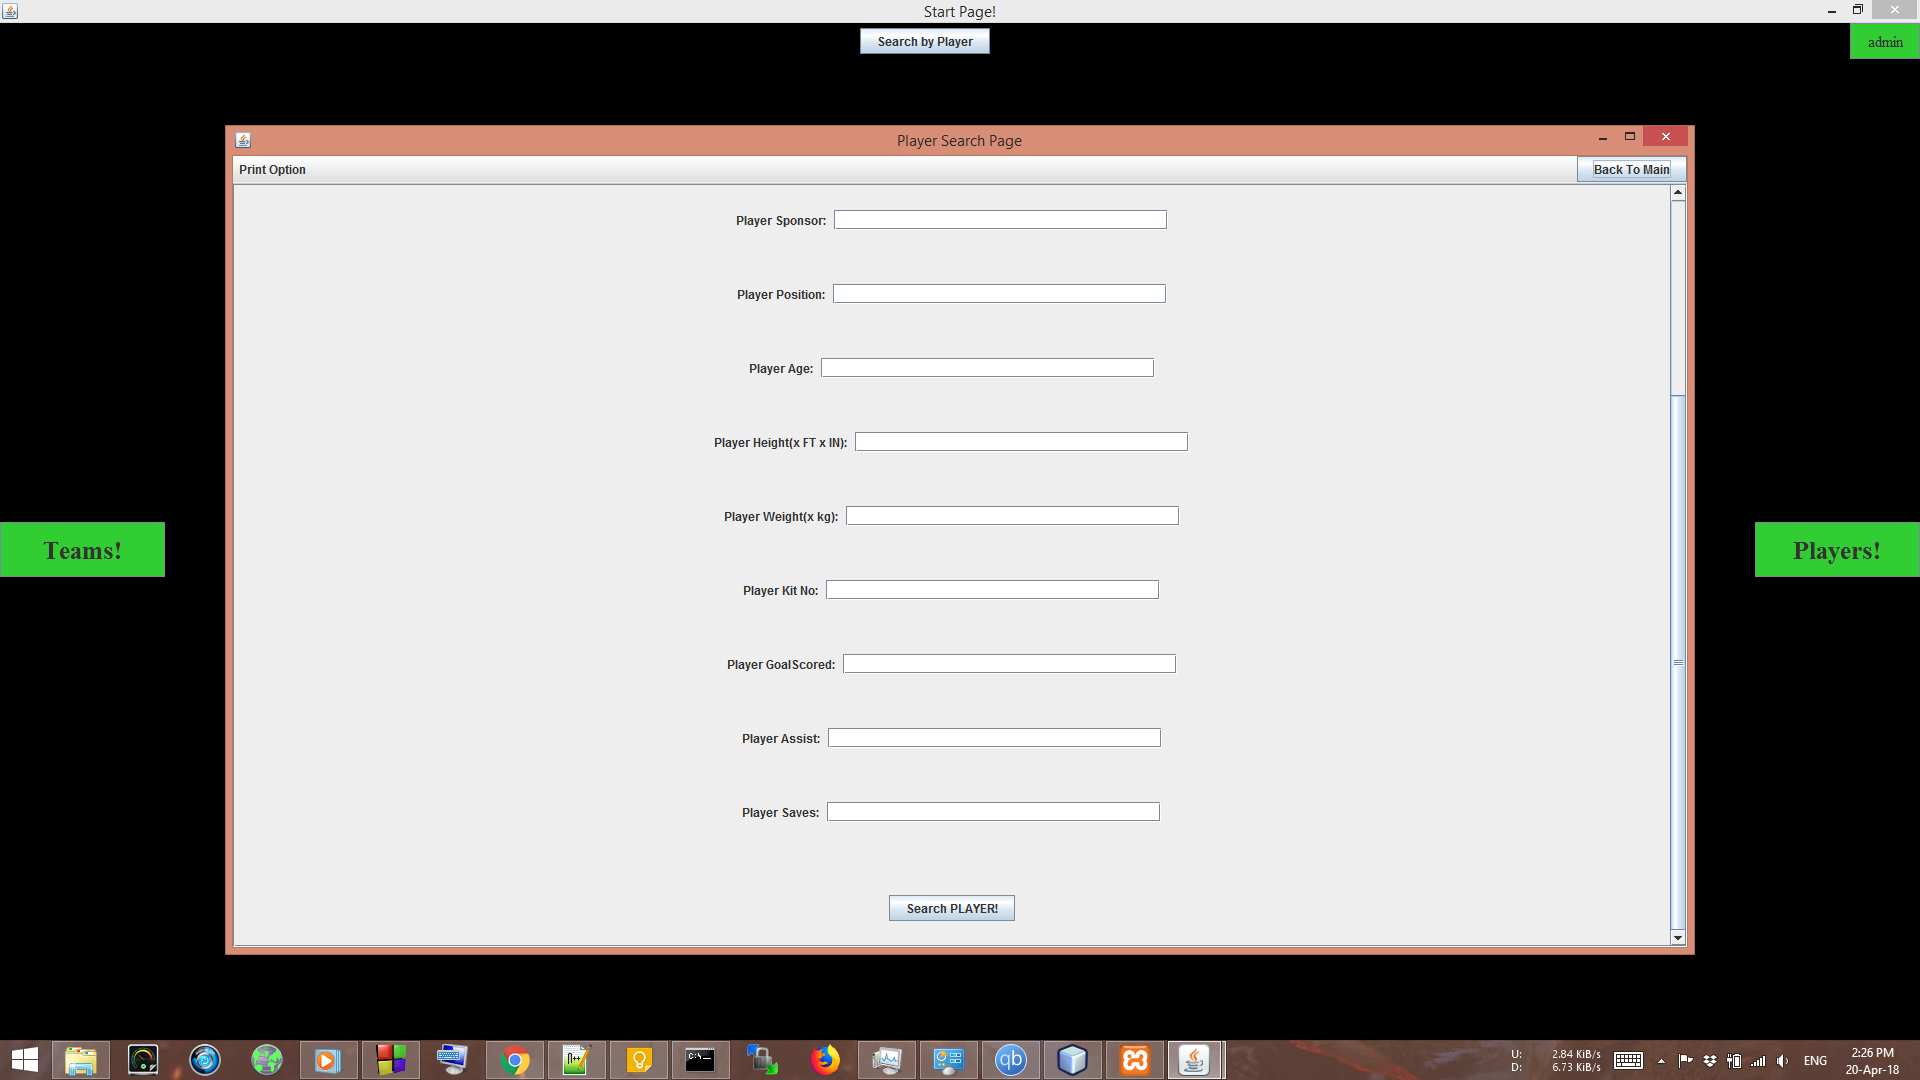 Start Page!
Search by Player
admin
Player Search Page
Print Option
Back To Main
Player Sponsor:
Player Position:
Player Age:
Player Height(x FT x IN):
Player Weight(x kg):
Teams!
Players!
Player Kit No:
Player GoalScored:
Player Assist:
Player Saves:
Search PLAYER!
U: 2.84 KiB/s
D: 6.73 KiB/s
ENG
2:26 PM
20-Apr-18
C:\.
qb